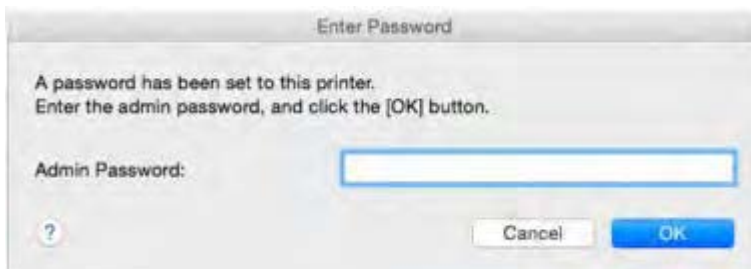 Enter Password
A password has been set to this printer.
Enter the admin password, and click the [OK] button.
Admin Password:
?
Cancel
OK